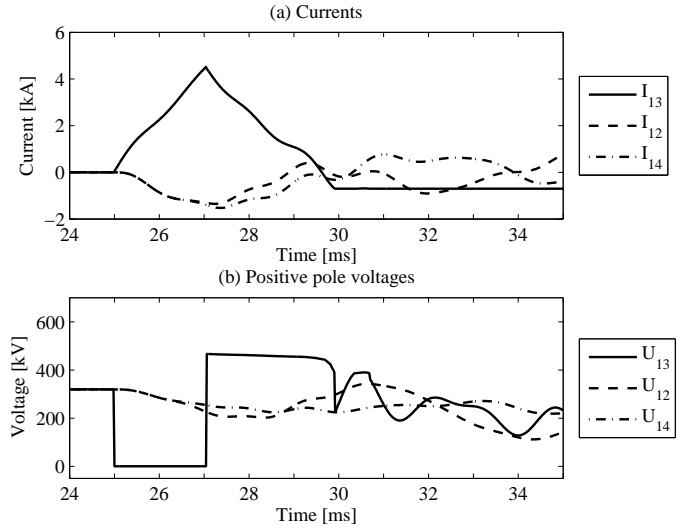 (a) Currents
6
4
2
0
−2
Current [kA]
24 26 28 30 32 34
Time [ms]
I13
I12
I14
(b) Positive pole voltages
600
400
200
0
Voltage [kV]
24 26 28 30 32 34
Time [ms]
U13
U12
U14